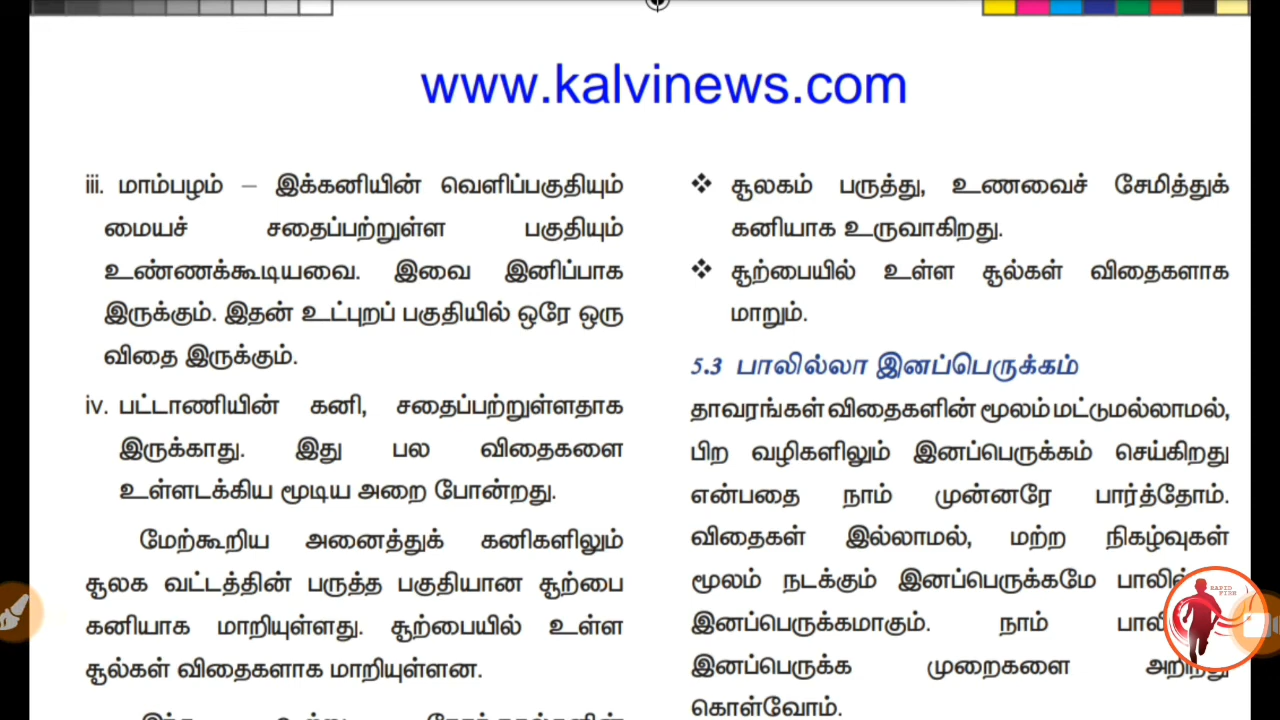 www.kalvinews.com
iii. மாம்பழம் – இக்கனியின் வெளிப்பகுதியும்
மையச் சதைப்பற்றுள்ள பகுதியும்
உண்ணக்கூடியவை. இவை இனிப்பாக
இருக்கும். இதன் உட்புறப் பகுதியில் ஒரே ஒரு
விதை இருக்கும்.
iv. பட்டாணியின் கனி, சதைப்பற்றுள்ளதாக
இருக்காது. இது பல விதைகளை
உள்ளடக்கிய மூடிய அறை போன்றது.
மேற்கூறிய அனைத்துக் கனிகளிலும்
சூலக வட்டத்தின் பருத்த பகுதியான சூற்பை
கனியாக மாறியுள்ளது. சூற்பையில் உள்ள
சூல்கள் விதைகளாக மாறியுள்ளன.
❖ சூலகம் பருத்து, உணவைச் சேமித்துக்
கனியாக உருவாகிறது.
❖ சூற்பையில் உள்ள சூல்கள் விதைகளாக
மாறும்.
5.3 பாலில்லா இனப்பெருக்கம்
தாவரங்கள் விதைகளின் மூலம் மட்டுமல்லாமல்,
பிற வழிகளிலும் இனப்பெருக்கம் செய்கிறது
என்பதை நாம் முன்னரே பார்த்தோம்.
விதைகள் இல்லாமல், மற்ற நிகழ்வுகள்
மூலம் நடக்கும் இனப்பெருக்கமே
இனப்பெருக்கமாகும். நாம்
இனப்பெருக்க முறைகளை அறிந்து
கொள்வோம்.
RAPID